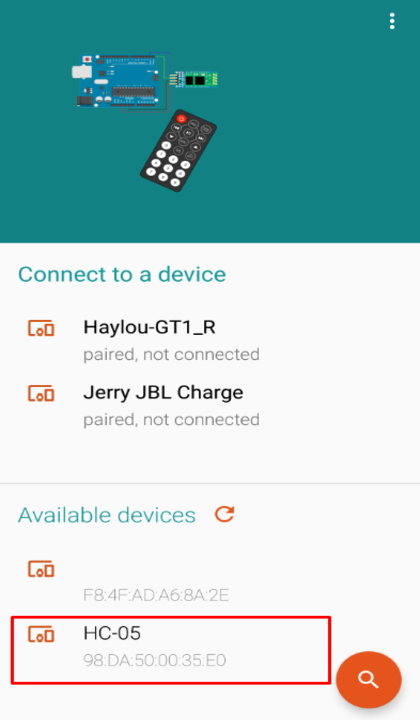 Connect to a device
Haylou-GT1_R
paired, not connected
Jerry JBL Charge
paired, not connected
Available devices
F8:4F:AD:A6:8A:2E
HC-05
98:DA:50:00:35:E0